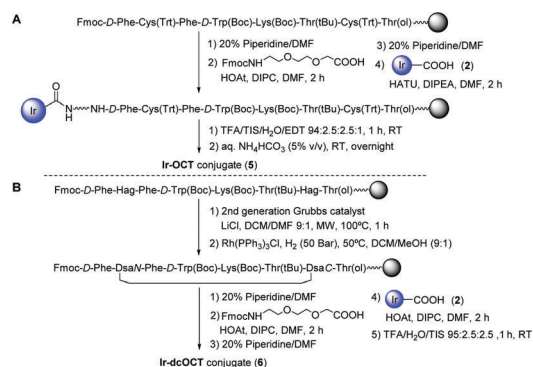 A
Fmoc-D-Phe-Cys(Trt)-Phe-D-Trp(Boc)-Lys(Boc)-Thr(tBu)-Cys(Trt)-Thr(ol)
1) 20% Piperidine/DMF
2) FmocHN O O COOH
HOAt, DIPC, DMF, 2 h
3) 20% Piperidine/DMF
4) Ir COOH (2)
HATU, DIPEA, DMF, 2 h
Ir O N H NH-D-Phe-Cys(Trt)-Phe-D-Trp(Boc)-Lys(Boc)-Thr(tBu)-Cys(Trt)-Thr(ol)
1) TFA/TIS/H2O/EDT 94:2.5:2.5:1, 1 h, RT
2) aq. NH4HCO3 (5% v/v), RT, overnight
Ir-OCT conjugate (5)
B
Fmoc-D-Phe-Hag-Phe-D-Trp(Boc)-Lys(Boc)-Thr(tBu)-Hag-Thr(ol)
1) 2nd generation Grubbs catalyst
LiCl, DCM/DMF 9:1, MW, 100ºC, 1 h
2) Rh(PPh3)3Cl, H2 (50 Bar), 50ºC, DCM/MeOH (9:1)
Fmoc-D-Phe-DsaN-Phe-D-Trp(Boc)-Lys(Boc)-Thr(tBu)-DsaC-Thr(ol)
1) 20% Piperidine/DMF
2) FmocNH O O COOH
HOAt, DIPC, DMF, 2 h
3) 20% Piperidine/DMF
4) Ir COOH (2)
HOAt, DIPC, DMF, 2 h
5) TFA/H2O/TIS 95:2.5:2.5 ,1 h, RT
Ir-dcOCT conjugate (6)